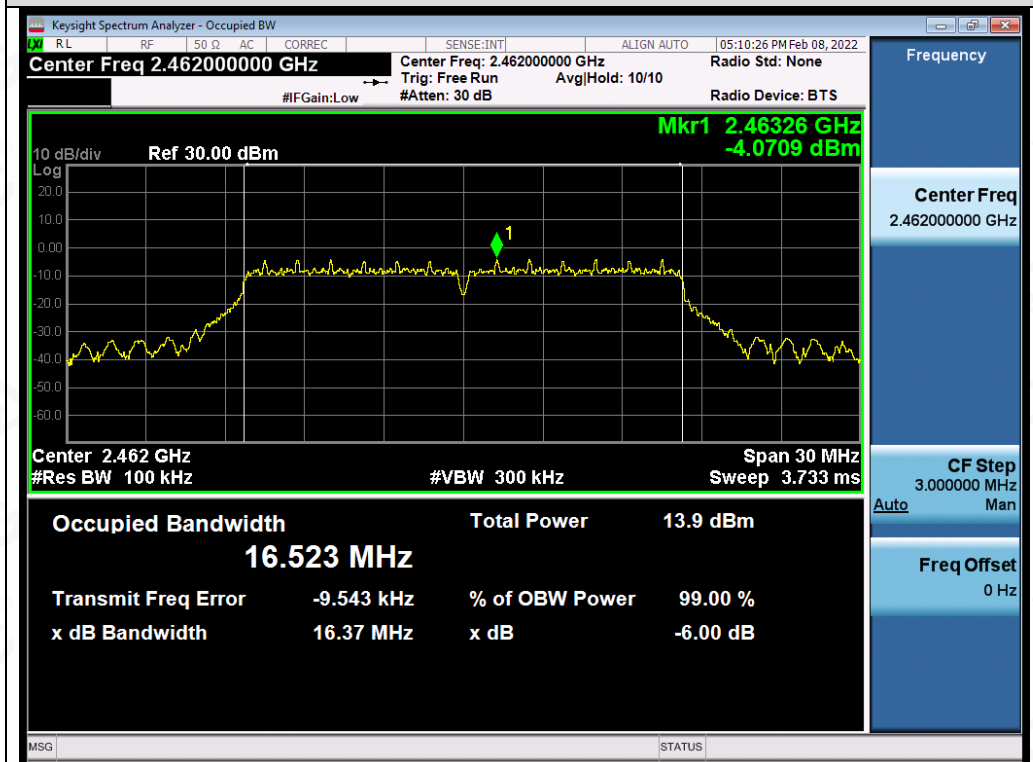 Keysight Spectrum Analyzer - Occupied BW
LXI RL RF 50 Ω AC CORREC SENSE:INT ALIGN AUTO 05:10:26 PM Feb 08, 2022
Center Freq 2.462000000 GHz
Center Freq: 2.462000000 GHz
Radio Std: None
Trig: Free Run Avg|Hold: 10/10
#IFGain:Low
#Atten: 30 dB
Radio Device: BTS
Frequency
Mkr1 2.46326 GHz
-4.0709 dBm
10 dB/div Ref 30.00 dBm
Log
20.0
10.0
0.00
-10.0
-20.0
-30.0
-40.0
-50.0
-60.0
1
Center 2.462 GHz Span 30 MHz
#Res BW 100 kHz #VBW 300 kHz Sweep 3.733 ms
Occupied Bandwidth Total Power 13.9 dBm
16.523 MHz
Transmit Freq Error -9.543 kHz % of OBW Power 99.00 %
x dB Bandwidth 16.37 MHz x dB -6.00 dB
Center Freq
2.462000000 GHz
CF Step
3.000000 MHz
Auto Man
Freq Offset
0 Hz
MSG STATUS